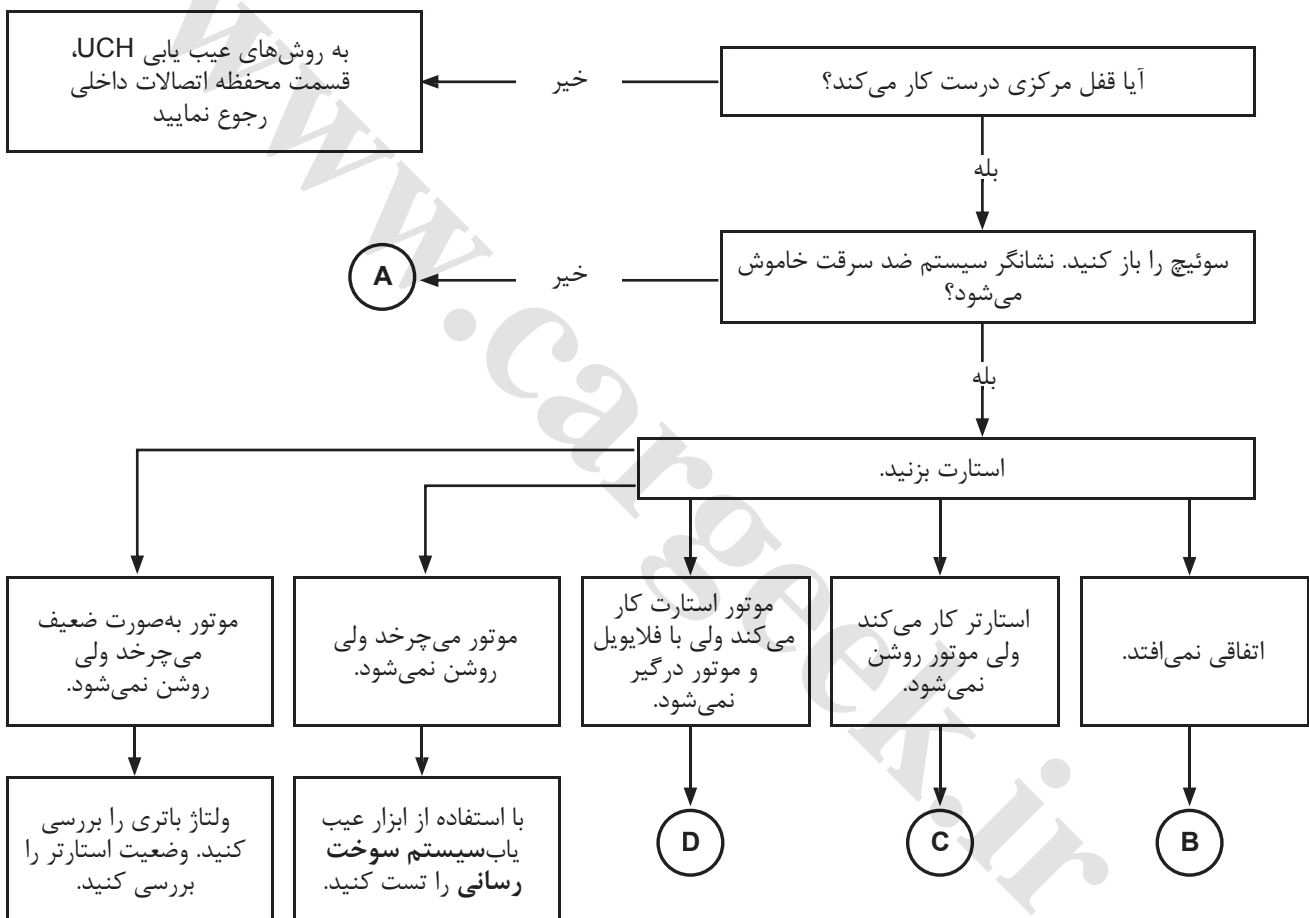 آیا قفل مرکزی درست کار می‌کند؟
خیر
به روش‌های عیب یابی UCH،
قسمت محفظه اتصالات داخلی
رجوع نمایید
بله
سوئیچ را باز کنید. نشانگر سیستم ضد سرقت خاموش
می‌شود؟
خیر
A
بله
استارت بزنید.
اتفاقی نمی‌افتد.
استارتر کار می‌کند
ولی موتور روشن
نمی‌شود.
موتور استارت کار
می‌کند ولی با فلایویل
و موتور درگیر
نمی‌شود.
موتور می‌چرخد ولی
روشن نمی‌شود.
موتور به‌صورت ضعیف
می‌چرخد ولی
روشن نمی‌شود.
B
C
D
با استفاده از ابزار عیب
یاب‌سیستم سوخت
رسانی را تست کنید.
ولتاژ باتری را بررسی
کنید. وضعیت استارتر را
بررسی کنید.
www.cargeek.ir